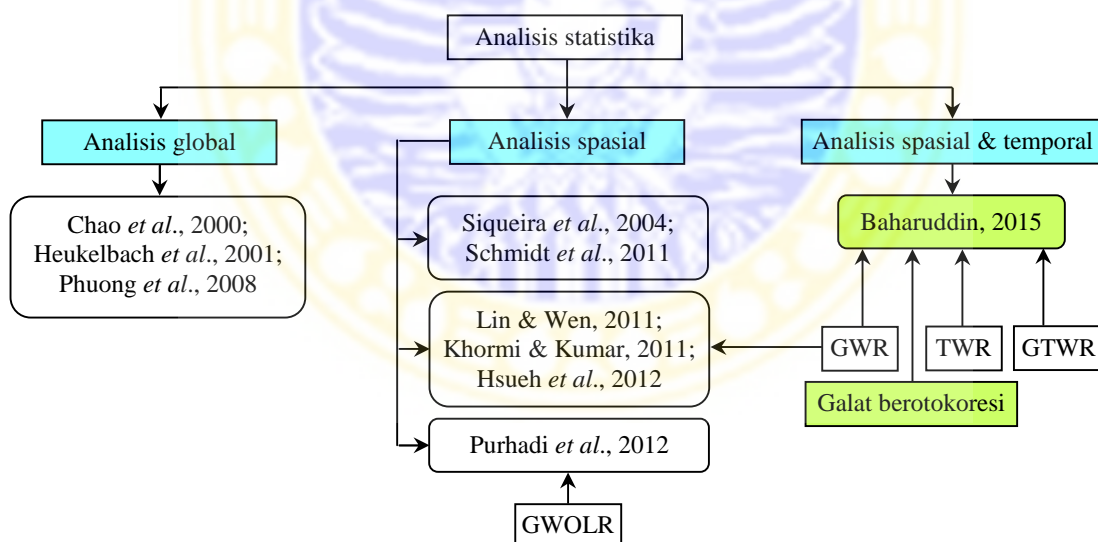 Analisis statistika
Analisis global
Analisis spasial
Analisis spasial & temporal
Chao et al., 2000;
Heukelbach et al., 2001;
Phuong et al., 2008
Siqueira et al., 2004;
Schmidt et al., 2011
Baharuddin, 2015
Lin & Wen, 2011;
Khormi & Kumar, 2011;
Hsueh et al., 2012
GWR
TWR
GTWR
Galat berotokoresi
Purhadi et al., 2012
GWOLR